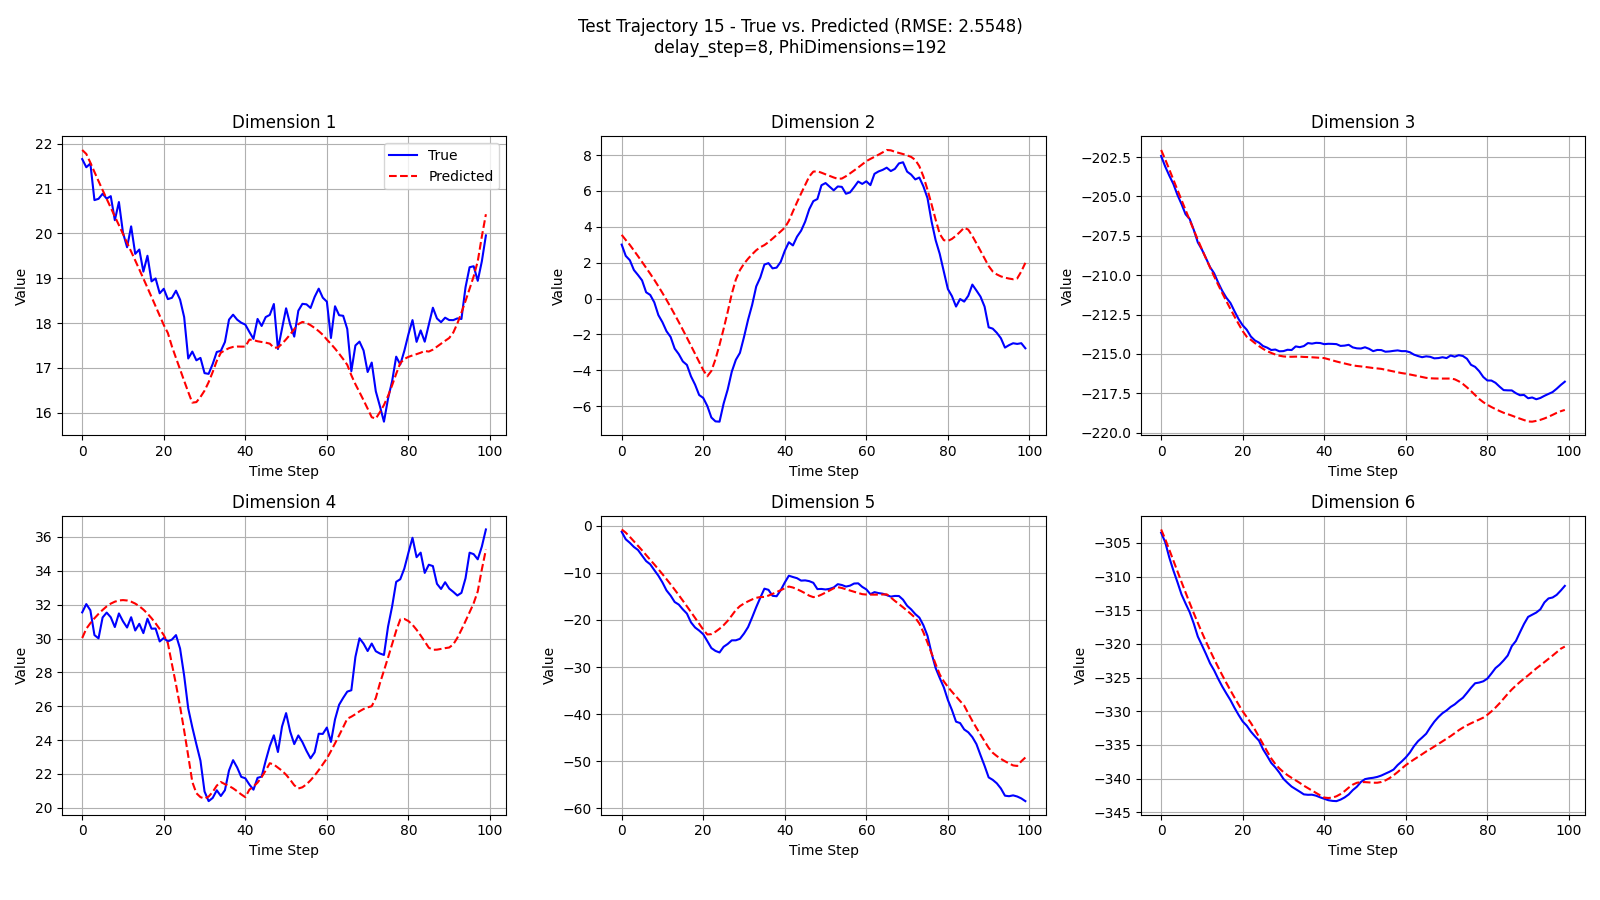 Test Trajectory 15 - True vs. Predicted (RMSE: 2.5548)
delay_step=8, PhiDimensions=192
Dimension 1
True
Predicted
Value
22
21
20
19
18
17
16
0 20 40 60 80 100
Time Step
Dimension 2
Value
8
6
4
2
0
−2
−4
−6
0 20 40 60 80 100
Time Step
Dimension 3
Value
−202.5
−205.0
−207.5
−210.0
−212.5
−215.0
−217.5
−220.0
0 20 40 60 80 100
Time Step
Dimension 4
Value
36
34
32
30
28
26
24
22
20
0 20 40 60 80 100
Time Step
Dimension 5
Value
0
−10
−20
−30
−40
−50
−60
0 20 40 60 80 100
Time Step
Dimension 6
Value
−305
−310
−315
−320
−325
−330
−335
−340
−345
0 20 40 60 80 100
Time Step